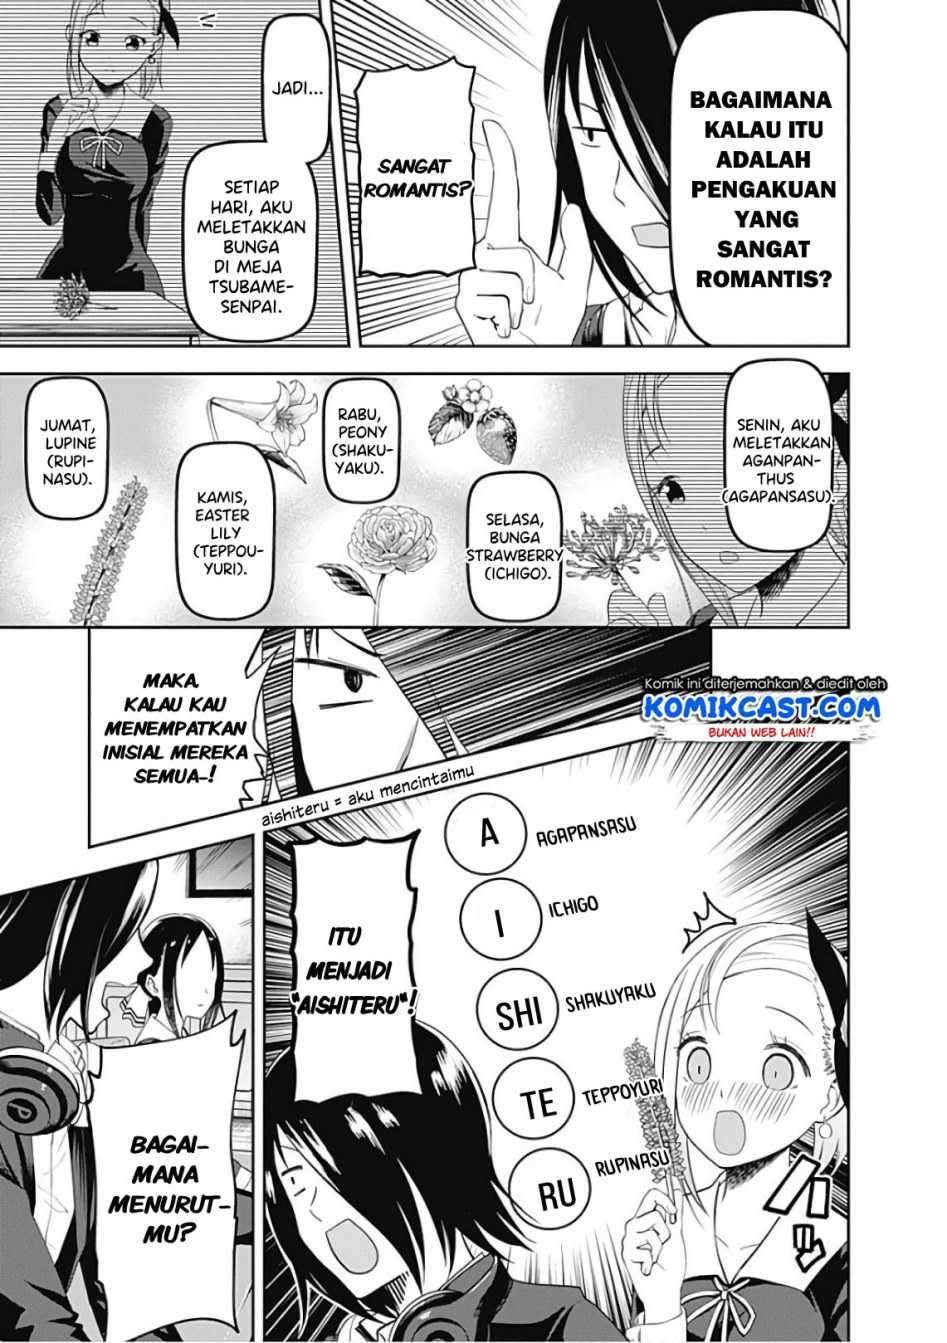 BAGAIMANA
KALAU ITU
ADALAH
PENGAKUAN
YANG
SANGAT
ROMANTIS?
SANGAT
ROMANTIS?
JADI...
SETIAP
HARI, AKU
MELETAKKAN
BUNGA
DI MEJA
TSUBAME-
SENPAI.
SENIN, AKU
MELETAKKAN
AGANPAN-
THUS
(AGAPANSASU).
SELASA,
BUNGA
STRAWBERRY
(ICHIGO).
RABU,
PEONY
(SHAKU-
YAKU).
KAMIS,
EASTER
LILY
(TEPPOU-
YURI).
JUMAT,
LUPINE
(RUPI-
NASU).
MAKA.
KALAU KAU
MENEMPATKAN
INISIAL MEREKA
SEMUA-!
Komik ini diterjemahkan & diedit oleh
KOMIKCAST.COM
BUKAN WEB LAIN!!
aishiteru = aku mencintaimu
A AGAPANSASU
I ICHIGO
SHI SHAKUYAKU
TE TEPPOYURI
RU RUPINASU
ITU
MENJADI
"AISHITERU"!
BAGAI-
MANA
MENURUT-
MU?